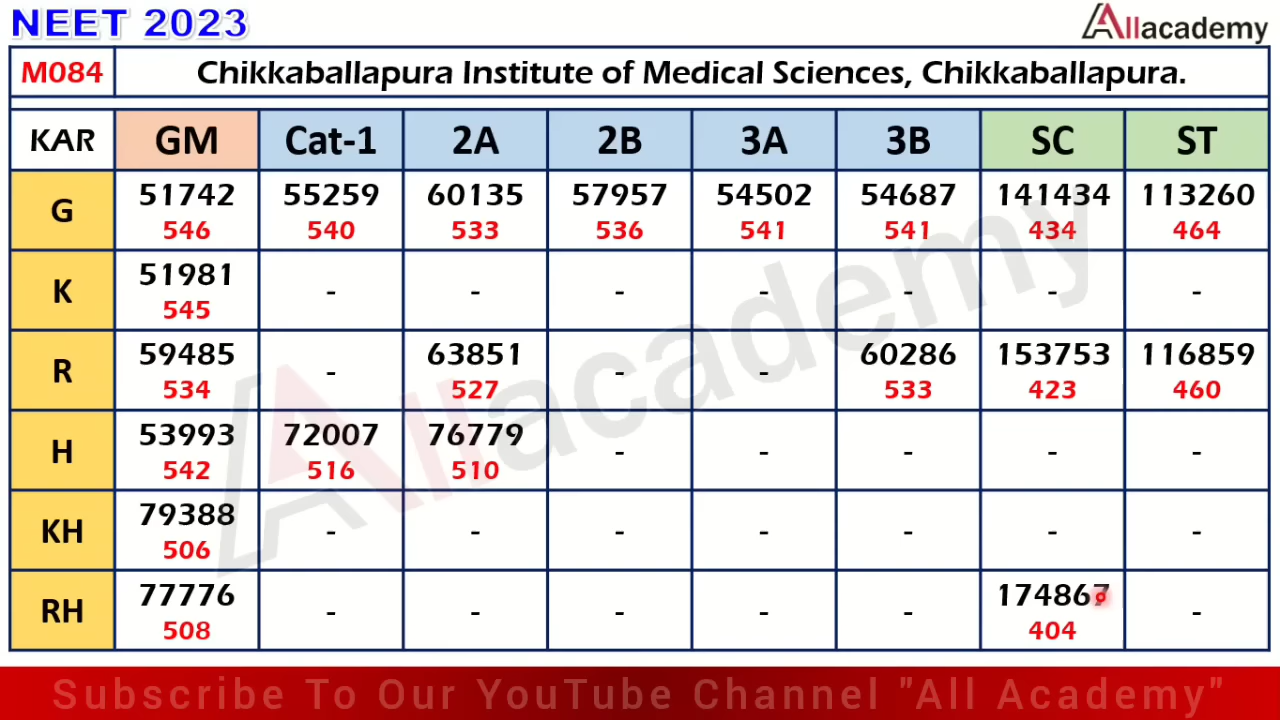 NEET 2023
Allacademy
M084 Chikkaballapura Institute of Medical Sciences, Chikkaballapura.
KAR GM Cat-1 2A 2B 3A 3B SC ST
G 51742 55259 60135 57957 54502 54687 141434 113260
546 540 533 536 541 541 434 464
K 51981 - - - - - - -
545
R 59485 - 63851 - - 60286 153753 116859
534 527 533 423 460
H 53993 72007 76779 - - - - -
542 516 510
KH 79388 - - - - - - -
506
RH 77776 - - - - - 174867 -
508 404
Allacademy
Subscribe To Our YouTube Channel "All Academy"